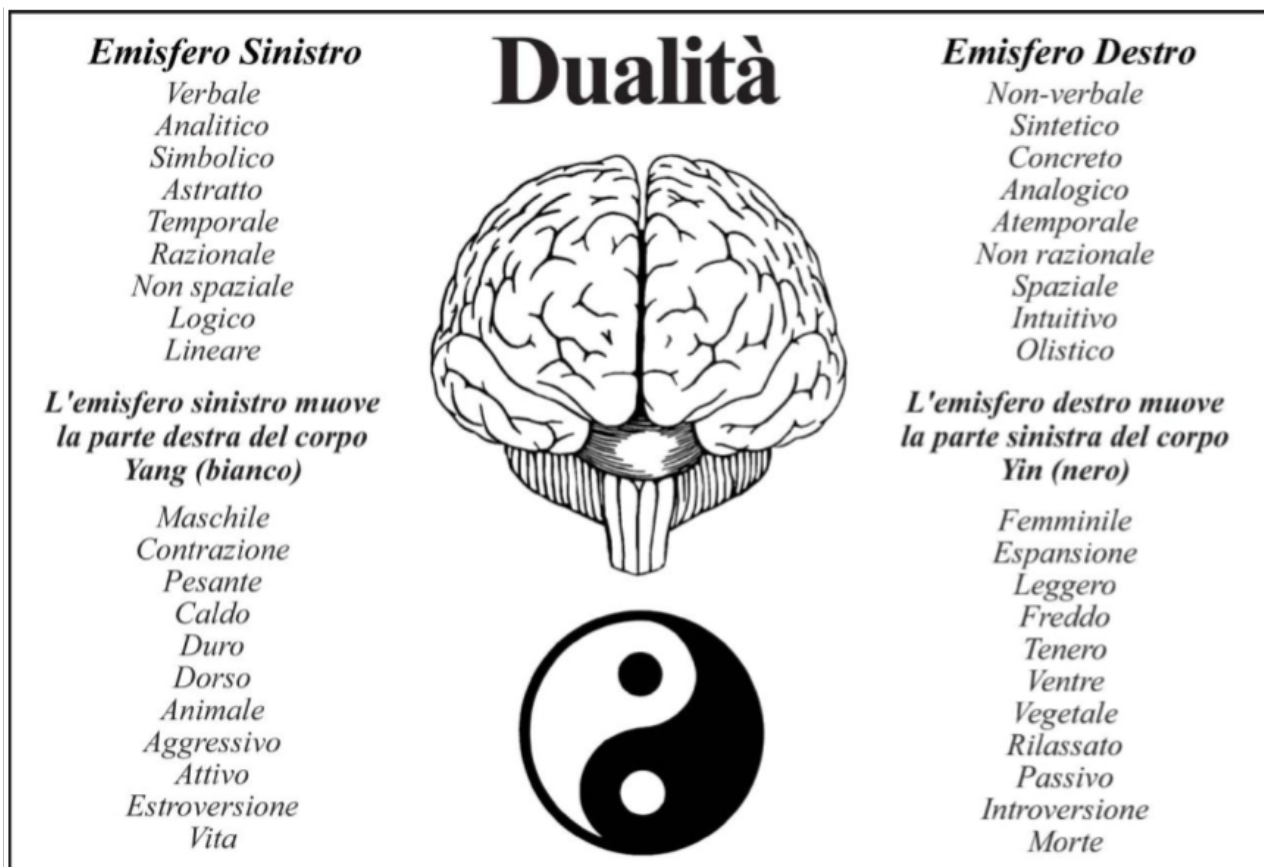 Dualità
Emisfero Sinistro
Verbale
Analitico
Simbolico
Astratto
Temporale
Razionale
Non spaziale
Logico
Lineare
L'emisfero sinistro muove
la parte destra del corpo
Yang (bianco)
Maschile
Contrazione
Pesante
Caldo
Duro
Dorso
Animale
Aggressivo
Attivo
Estroversione
Vita
Emisfero Destro
Non-verbale
Sintetico
Concreto
Analogico
Atemporale
Non razionale
Spaziale
Intuitivo
Olistico
L'emisfero destro muove
la parte sinistra del corpo
Yin (nero)
Femminile
Espansione
Leggero
Freddo
Tenero
Ventre
Vegetale
Rilassato
Passivo
Introversione
Morte